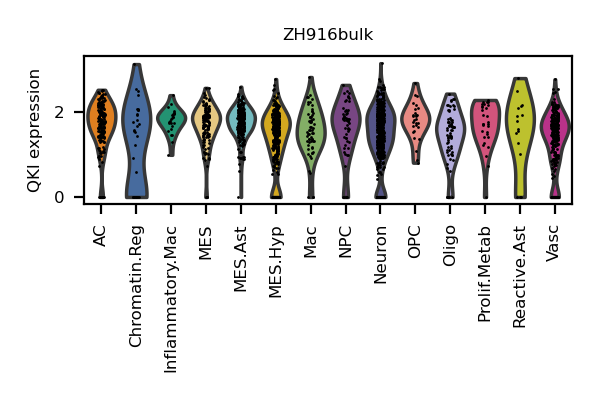 ZH916bulk
QKI expression
2
0
AC
Chromatin.Reg
Inflammatory.Mac
MES
MES.Ast
MES.Hyp
Mac
NPC
Neuron
OPC
Oligo
Prolif.Metab
Reactive.Ast
Vasc